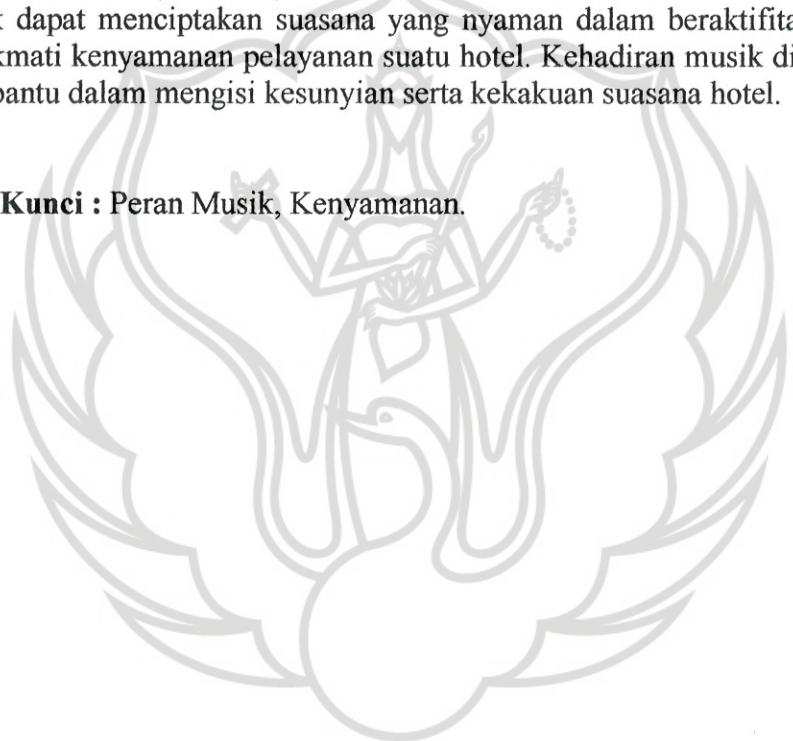 dapat menciptakan suasana yang nyaman dalam beraktifita
kmati kenyamanan pelayanan suatu hotel. Kehadiran musik di
bantu dalam mengisi kesunyian serta kekakuan suasana hotel.
Kunci : Peran Musik, Kenyamanan.